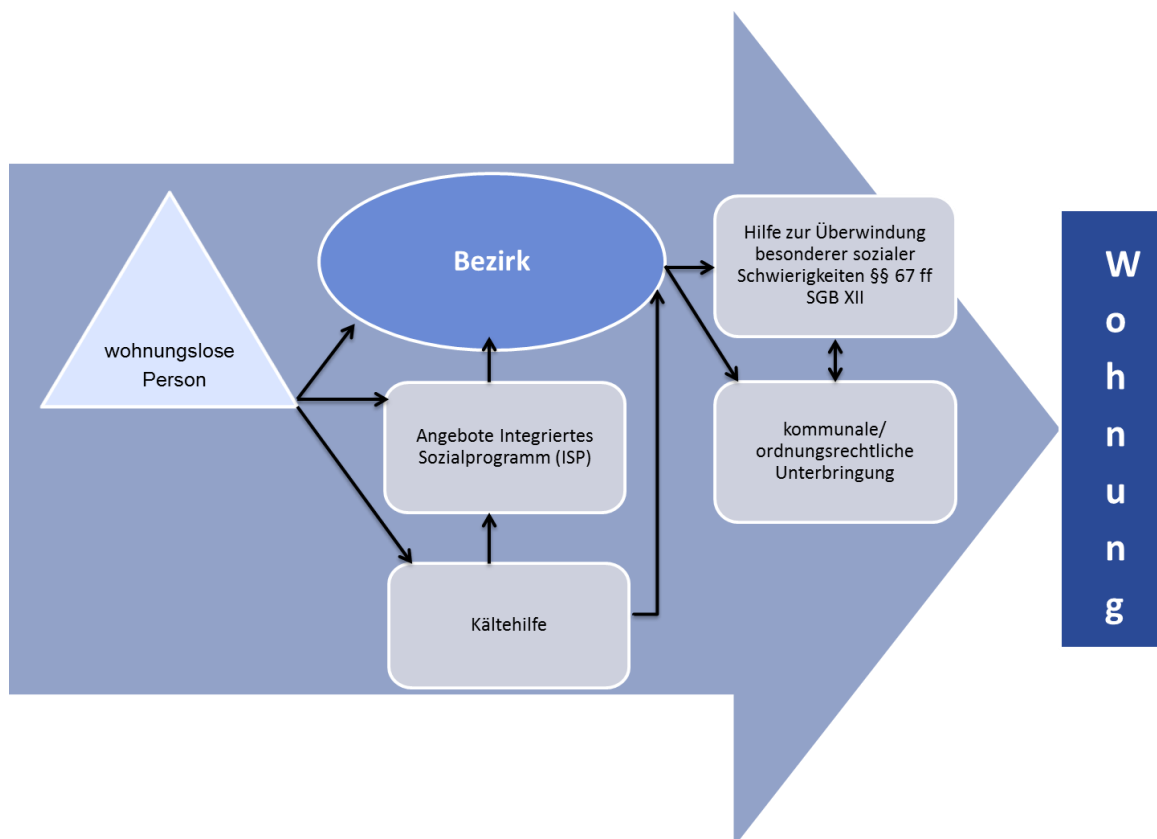 wohnungslose
Person
Bezirk
Angebote Integriertes
Sozialprogramm (ISP)
Kältehilfe
Hilfe zur Überwindung
besonderer sozialer
Schwierigkeiten §§ 67 ff
SGB XII
kommunale/
ordnungsrechtliche
Unterbringung
Wohnung